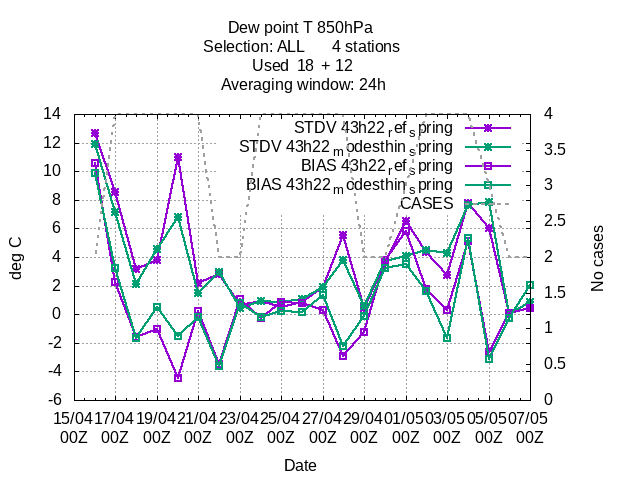 Dew point T 850hPa
Selection: ALL 4 stations
Used 18 + 12
Averaging window: 24h
deg C
14
12
10
8
6
4
2
0
-2
-4
-6
STDV 43h22refspring
STDV 43h22modesthinspring
BIAS 43h22refspring
BIAS 43h22modesthinspring
CASES
4
3.5
3
2.5
2
1.5
1
0.5
0
No cases
15/04 17/04 19/04 21/04 23/04 25/04 27/04 29/04 01/05 03/05 05/05 07/05
00Z 00Z 00Z 00Z 00Z 00Z 00Z 00Z 00Z 00Z 00Z 00Z
Date